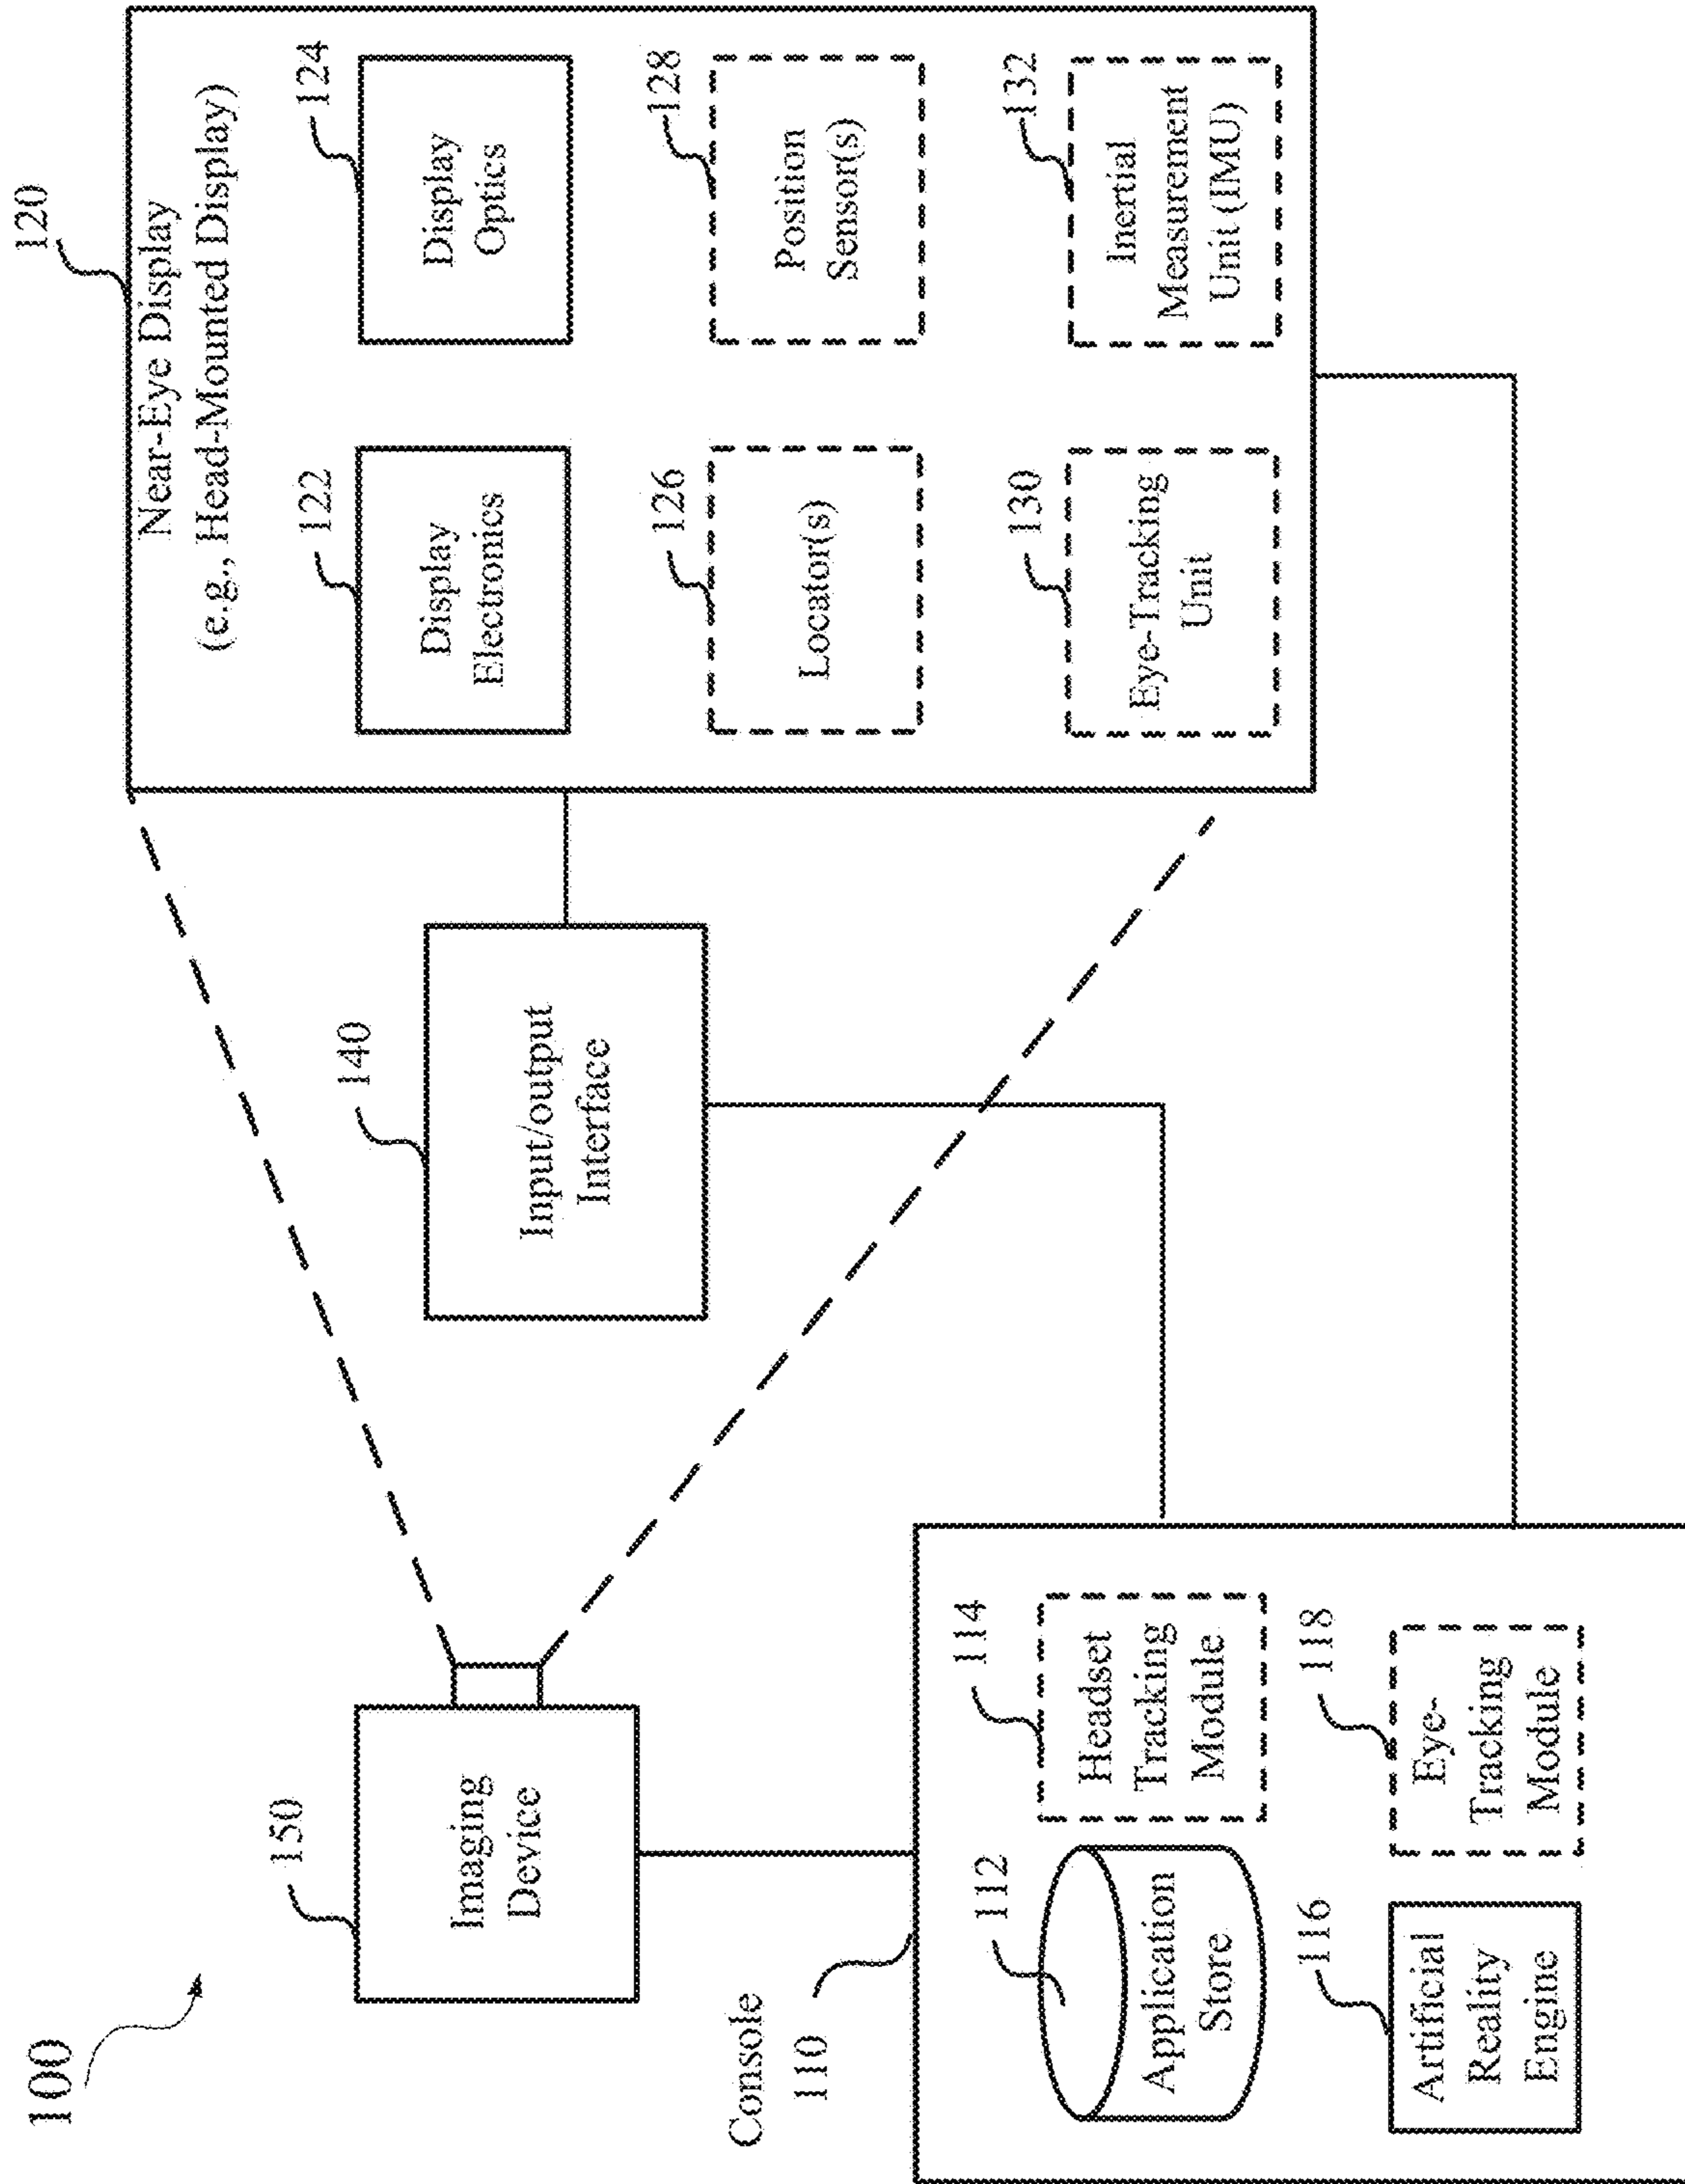 100
150
Imaging
Device
140
Input/output
Interface
120
Near-Eye Display
(e.g., Head-Mounted Display)
122
Display
Electronics
124
Display
Optics
126
Locator(s)
128
Position
Sensor(s)
130
Eye-Tracking
Unit
132
Inertial
Measurement
Unit (IMU)
Console
110
112
Application
Store
114
Headset
Tracking
Module
116
Artificial
Reality
Engine
118
Eye-
Tracking
Module